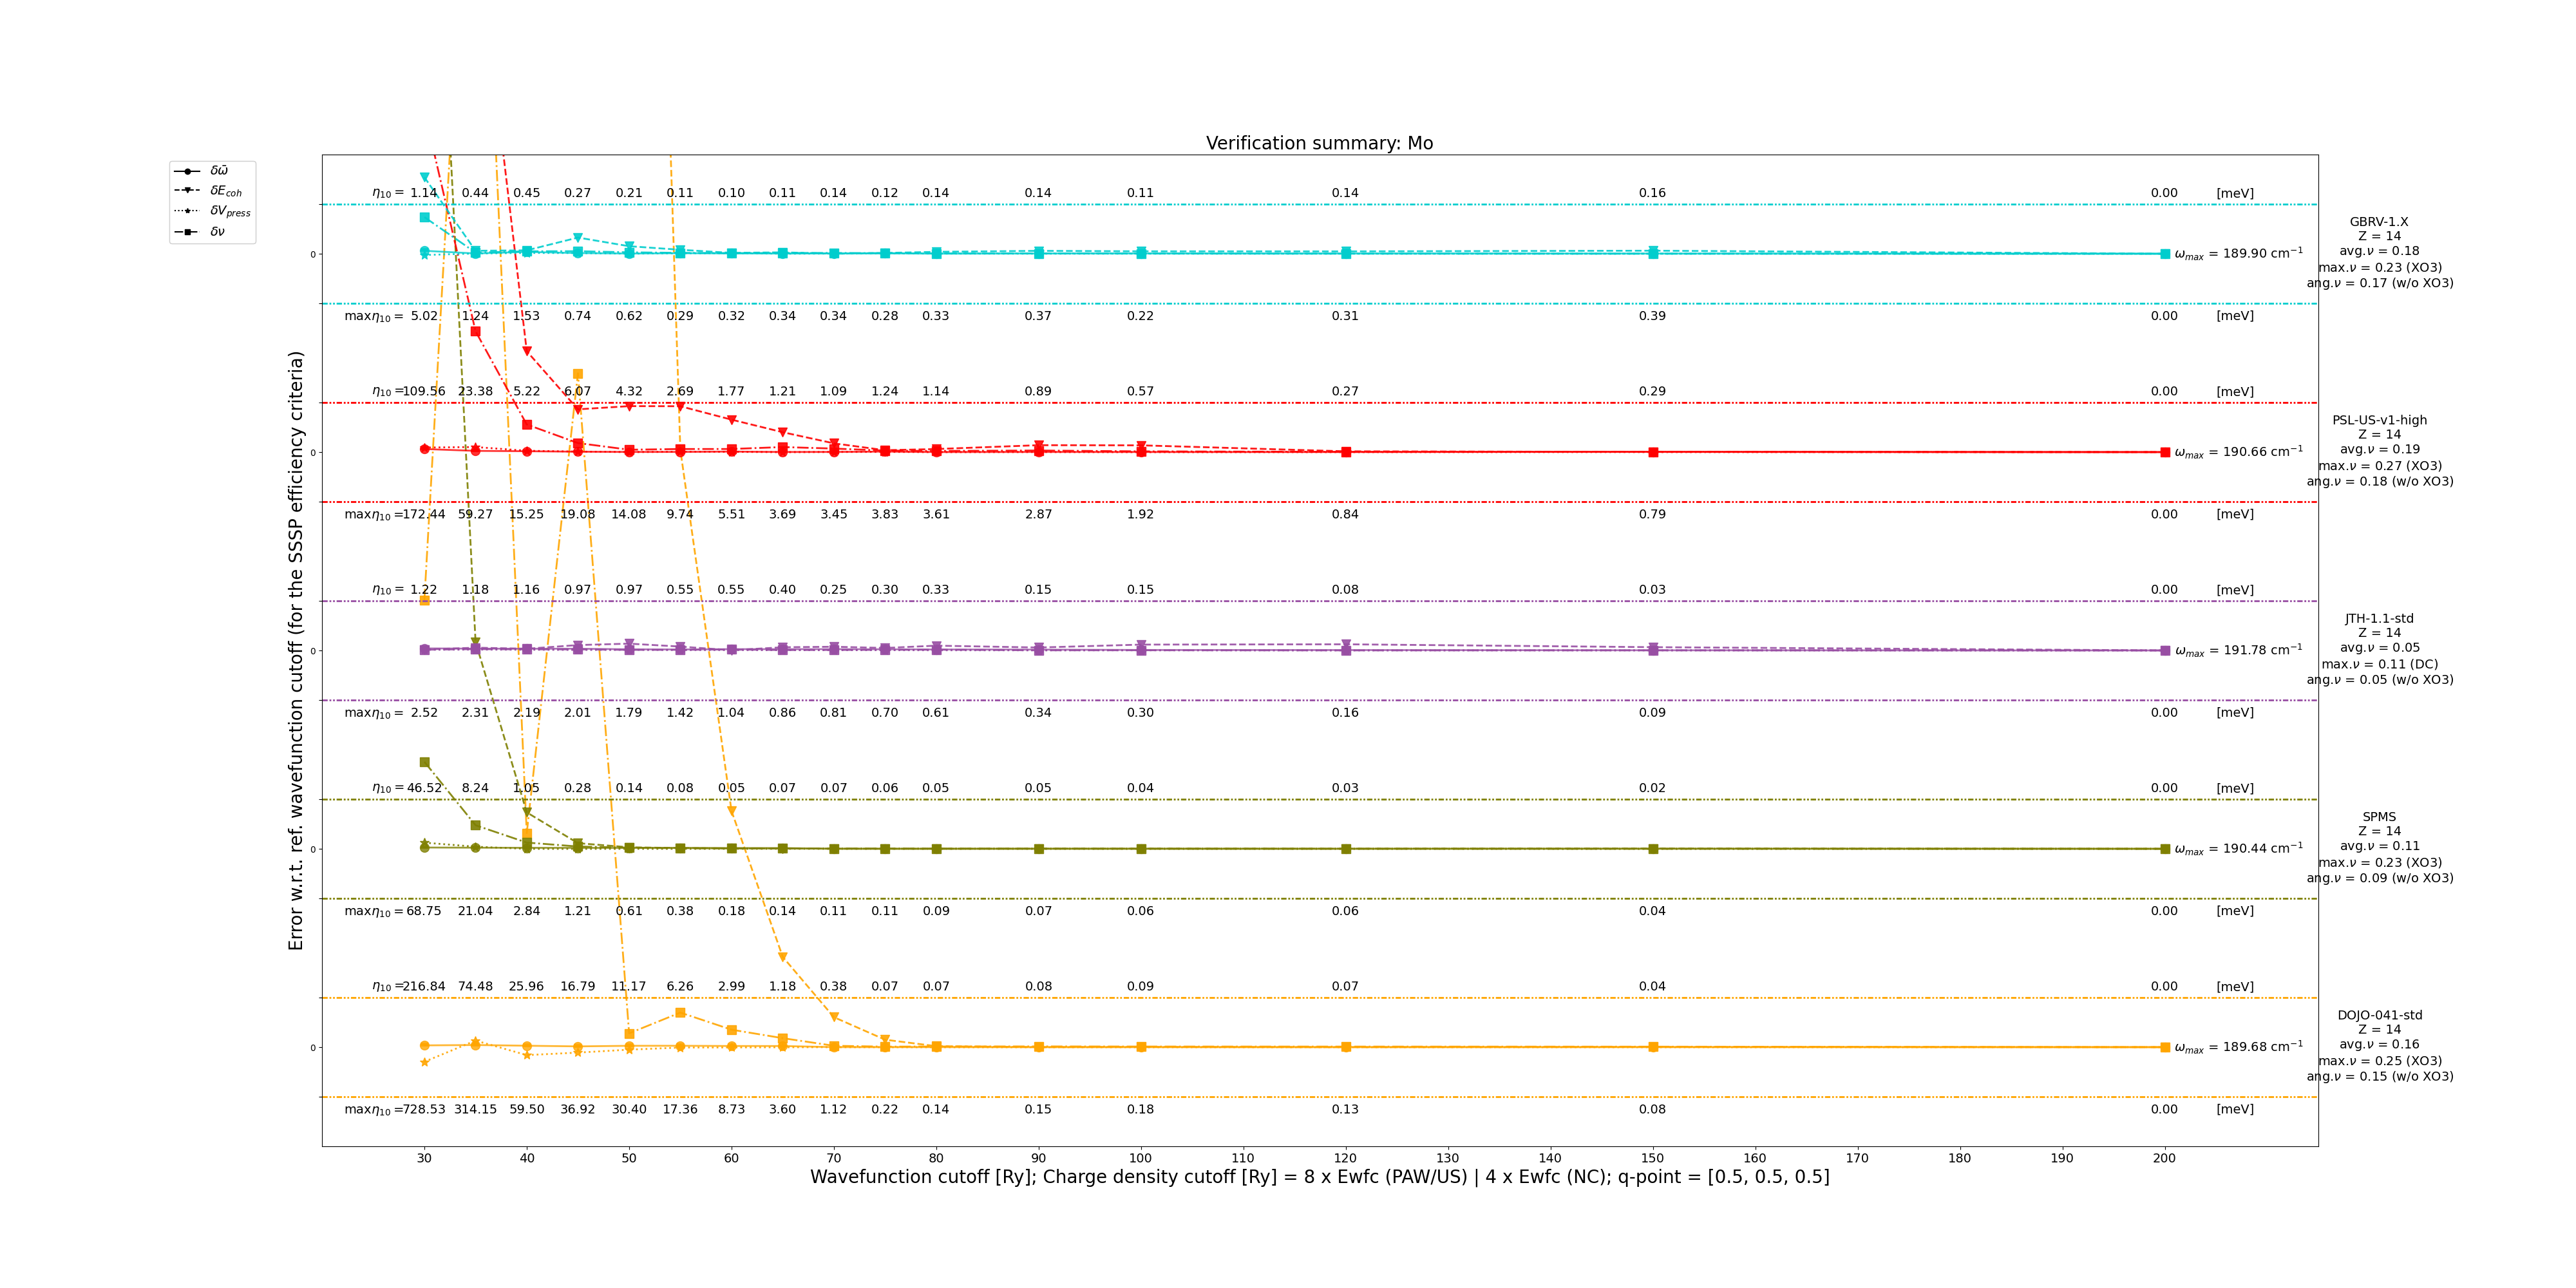 Verification summary: Mo
δω̄
δE_coh
δV_press
δν
Error w.r.t. ref. wavefunction cutoff (for the SSSP efficiency criteria)
η₁₀ = 1.14 0.44 0.45 0.27 0.21 0.11 0.10 0.11 0.14 0.12 0.14 0.14 0.11 0.14 0.16 0.00 [meV]
0
ω_max = 189.90 cm⁻¹
maxη₁₀ = 5.02 1.24 1.53 0.74 0.62 0.29 0.32 0.34 0.34 0.28 0.33 0.37 0.22 0.31 0.39 0.00 [meV]
GBRV-1.X
Z = 14
avg.ν = 0.18
max.ν = 0.23 (XO3)
ang.ν = 0.17 (w/o XO3)
η₁₀ = 109.56 23.38 5.22 6.07 4.32 2.69 1.77 1.21 1.09 1.24 1.14 0.89 0.57 0.27 0.29 0.00 [meV]
0
ω_max = 190.66 cm⁻¹
maxη₁₀ = 172.44 59.27 15.25 19.08 14.08 9.74 5.51 3.69 3.45 3.83 3.61 2.87 1.92 0.84 0.79 0.00 [meV]
PSL-US-v1-high
Z = 14
avg.ν = 0.19
max.ν = 0.27 (XO3)
ang.ν = 0.18 (w/o XO3)
η₁₀ = 1.22 1.18 1.16 0.97 0.97 0.55 0.55 0.40 0.25 0.30 0.33 0.15 0.15 0.08 0.03 0.00 [meV]
0
ω_max = 191.78 cm⁻¹
maxη₁₀ = 2.52 2.31 2.19 2.01 1.79 1.42 1.04 0.86 0.81 0.70 0.61 0.34 0.30 0.16 0.09 0.00 [meV]
JTH-1.1-std
Z = 14
avg.ν = 0.05
max.ν = 0.11 (DC)
ang.ν = 0.05 (w/o XO3)
η₁₀ = 46.52 8.24 1.05 0.28 0.14 0.08 0.05 0.07 0.07 0.06 0.05 0.05 0.04 0.03 0.02 0.00 [meV]
0
ω_max = 190.44 cm⁻¹
maxη₁₀ = 68.75 21.04 2.84 1.21 0.61 0.38 0.18 0.14 0.11 0.11 0.09 0.07 0.06 0.06 0.04 0.00 [meV]
SPMS
Z = 14
avg.ν = 0.11
max.ν = 0.23 (XO3)
ang.ν = 0.09 (w/o XO3)
η₁₀ = 216.84 74.48 25.96 16.79 11.17 6.26 2.99 1.18 0.38 0.07 0.07 0.08 0.09 0.07 0.04 0.00 [meV]
0
ω_max = 189.68 cm⁻¹
maxη₁₀ = 728.53 314.15 59.50 36.92 30.40 17.36 8.73 3.60 1.12 0.22 0.14 0.15 0.18 0.13 0.08 0.00 [meV]
DOJO-041-std
Z = 14
avg.ν = 0.16
max.ν = 0.25 (XO3)
ang.ν = 0.15 (w/o XO3)
30 40 50 60 70 80 90 100 110 120 130 140 150 160 170 180 190 200
Wavefunction cutoff [Ry]; Charge density cutoff [Ry] = 8 x Ewfc (PAW/US) | 4 x Ewfc (NC); q-point = [0.5, 0.5, 0.5]